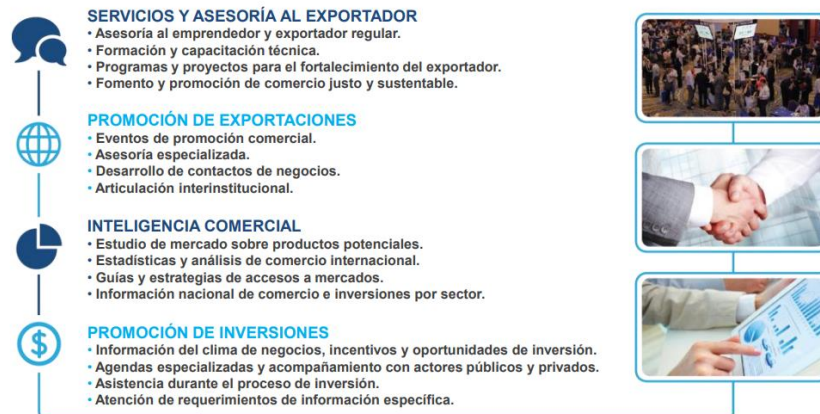 SERVICIOS Y ASESORÍA AL EXPORTADOR
• Asesoría al emprendedor y exportador regular.
• Formación y capacitación técnica.
• Programas y proyectos para el fortalecimiento del exportador.
• Fomento y promoción de comercio justo y sustentable.
PROMOCIÓN DE EXPORTACIONES
• Eventos de promoción comercial.
• Asesoría especializada.
• Desarrollo de contactos de negocios.
• Articulación interinstitucional.
INTELIGENCIA COMERCIAL
• Estudio de mercado sobre productos potenciales.
• Estadísticas y análisis de comercio internacional.
• Guías y estrategias de accesos a mercados.
• Información nacional de comercio e inversiones por sector.
$
PROMOCIÓN DE INVERSIONES
• Información del clima de negocios, incentivos y oportunidades de inversión.
• Agendas especializadas y acompañamiento con actores públicos y privados.
• Asistencia durante el proceso de inversión.
• Atención de requerimientos de información específica.